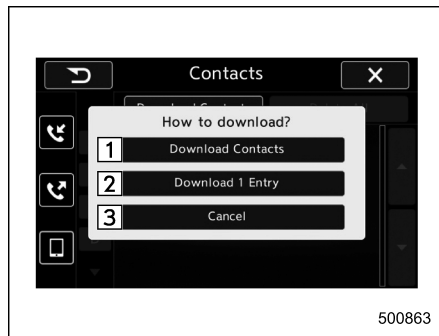 Contacts
X
How to download?
1 Download Contacts
2 Download 1 Entry
3 Cancel
500863